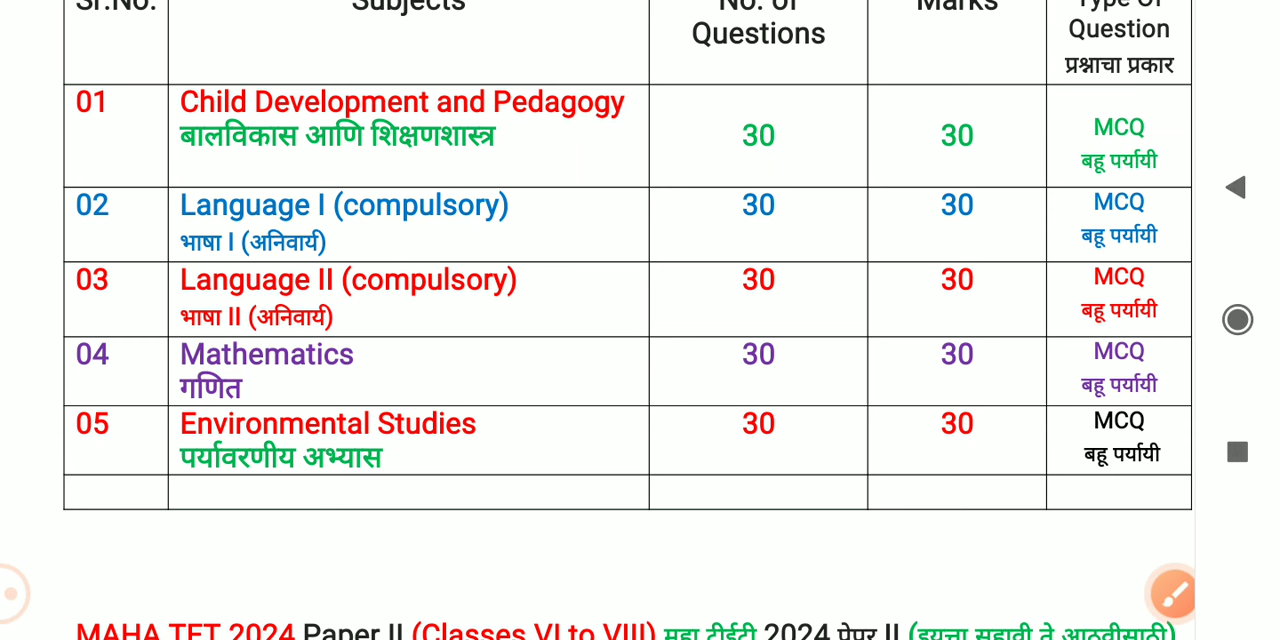 Sr.No. Subjects No. of Marks Type Of
Questions Question
प्रश्नाचा प्रकार
01 Child Development and Pedagogy 30 30 MCQ
बालविकास आणि शिक्षणशास्त्र बहू पर्यायी
02 Language I (compulsory) 30 30 MCQ
भाषा I (अनिवार्य) बहू पर्यायी
03 Language II (compulsory) 30 30 MCQ
भाषा II (अनिवार्य) बहू पर्यायी
04 Mathematics 30 30 MCQ
गणित बहू पर्यायी
05 Environmental Studies 30 30 MCQ
पर्यावरणीय अभ्यास बहू पर्यायी
MAHA TET 2024 Paper II (Classes VI to VIII) महा टीईटी 2024 पेपर II (इयत्ता सहावी ते आठवीसाठी)